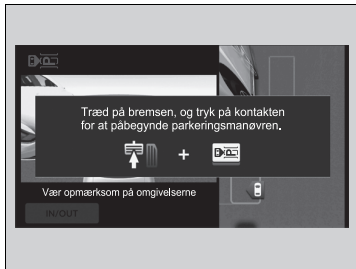 Træd på bremsen, og tryk på kontakten
for at påbegynde parkeringsmanøvren.
+
Vær opmærksom på omgivelserne
IN/OUT